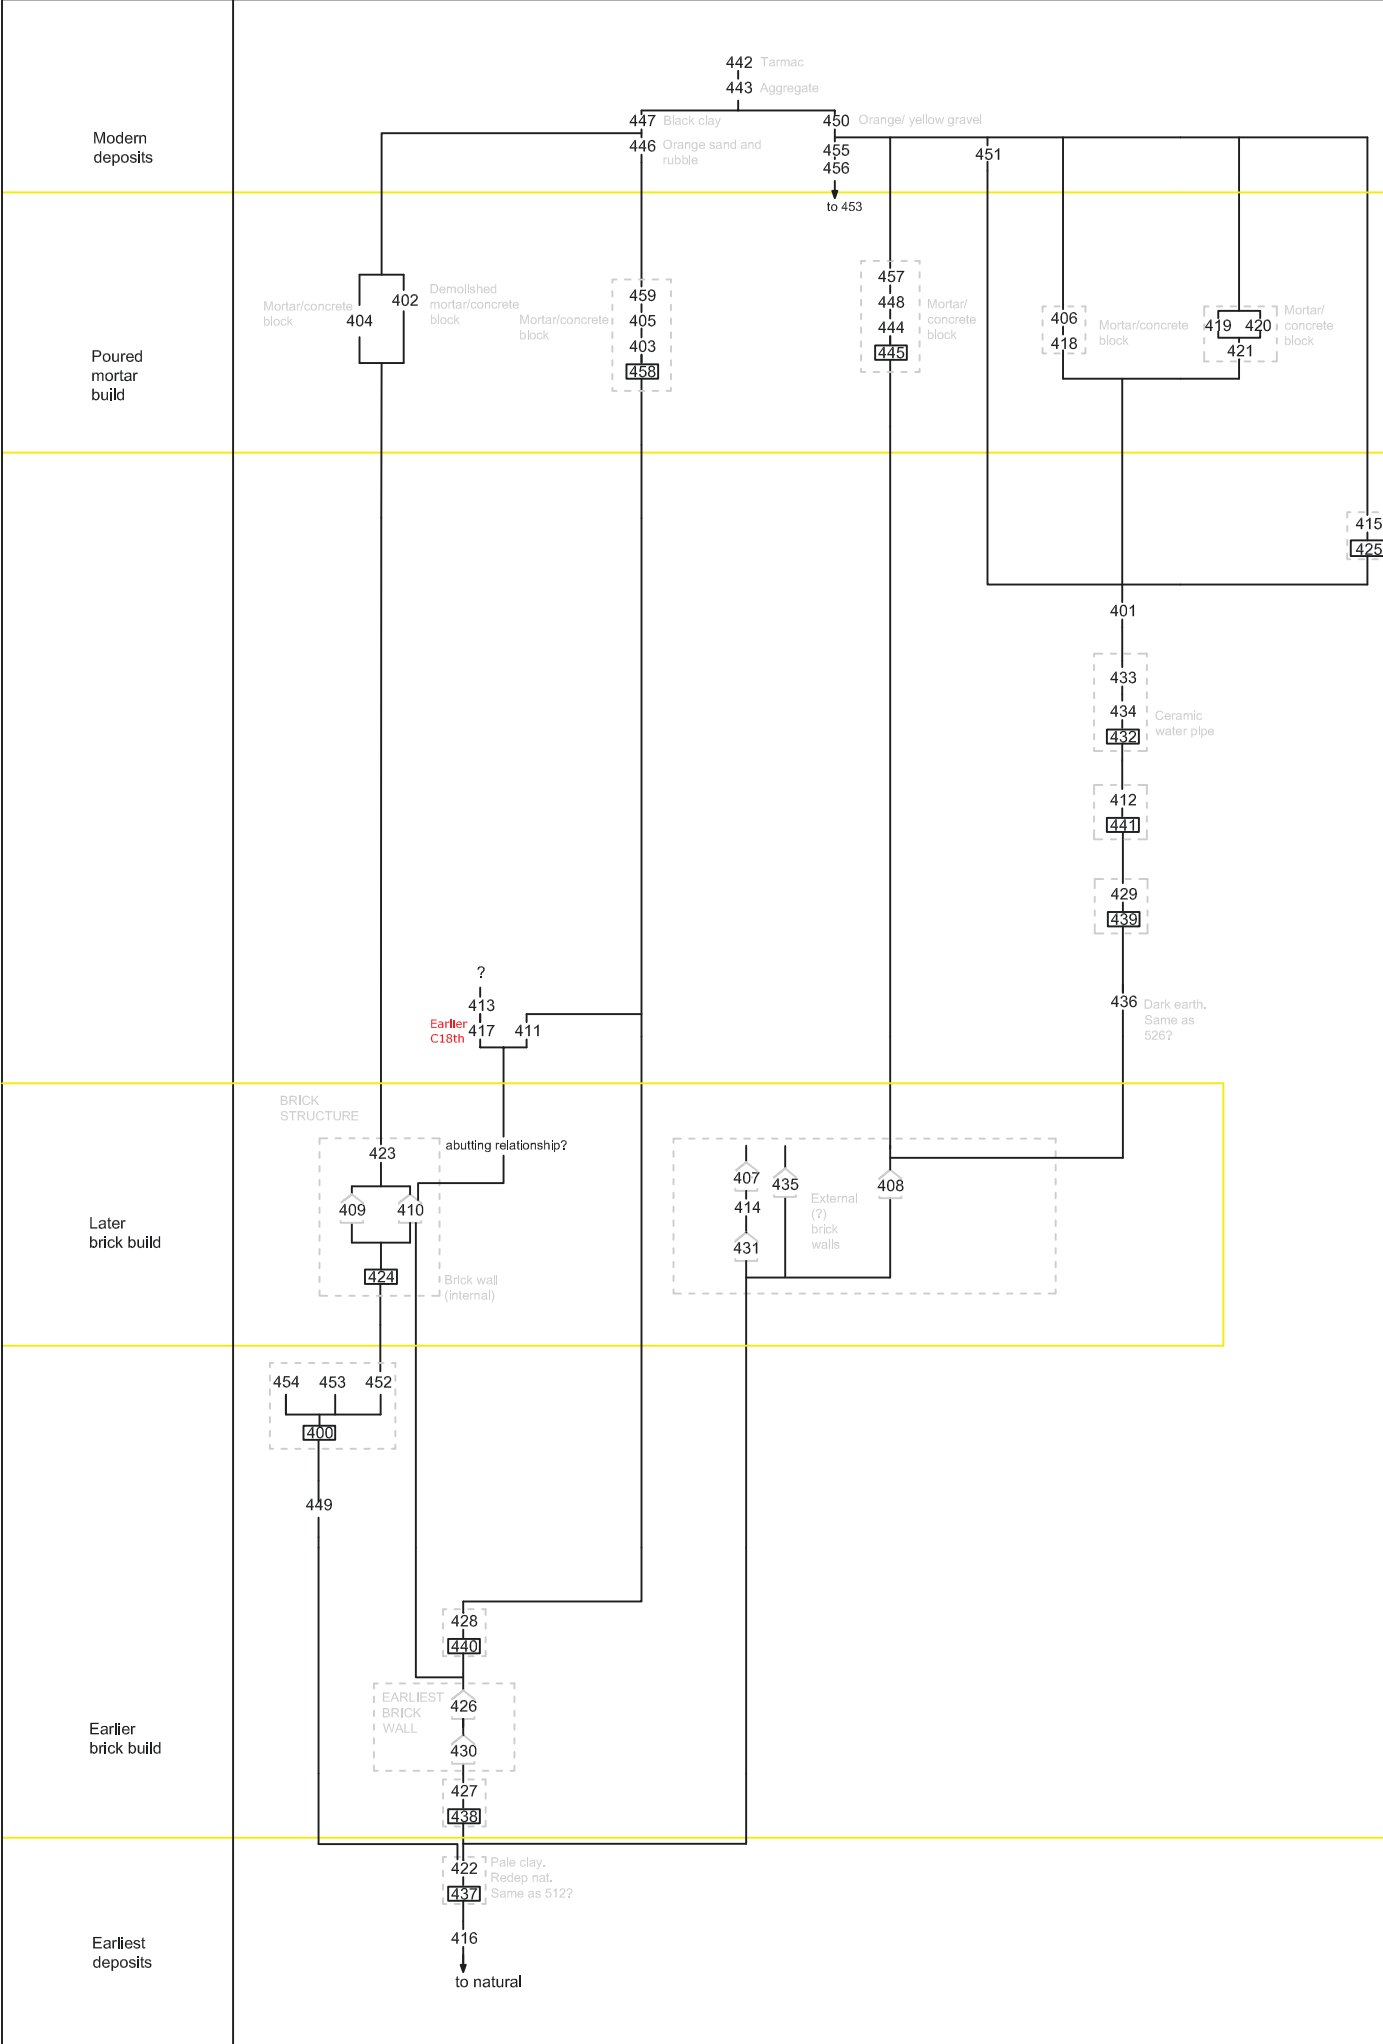 442 Tarmac
443 Aggregate
447 Black clay
450 Orange/ yellow gravel
Modern
deposits
446 Orange sand and
rubble
455
451
456
to 453
457
402
Demolished
mortar/concrete
block
459
448
Mortar/concrete
block
404
Mortar/concrete
block
405
Mortar/
concrete
block
444
406
Mortar/concrete
block
419
420
Mortar/
concrete
block
Poured
mortar
build
403
445
418
421
458
415
425
401
433
434
Ceramic
water pipe
432
412
441
429
439
?
413
436
Dark earth.
Same as
526?
Earlier
C18th
417
411
BRICK
STRUCTURE
423
abutting relationship?
407
435
408
409
410
414
External
(?)
brick
walls
Later
brick build
431
424
Brick wall
(internal)
454
453
452
400
449
428
440
EARLIEST
BRICK
WALL
426
Earlier
brick build
430
427
438
422
Pale clay.
Redep nat.
Same as 512?
437
Earliest
deposits
416
to natural